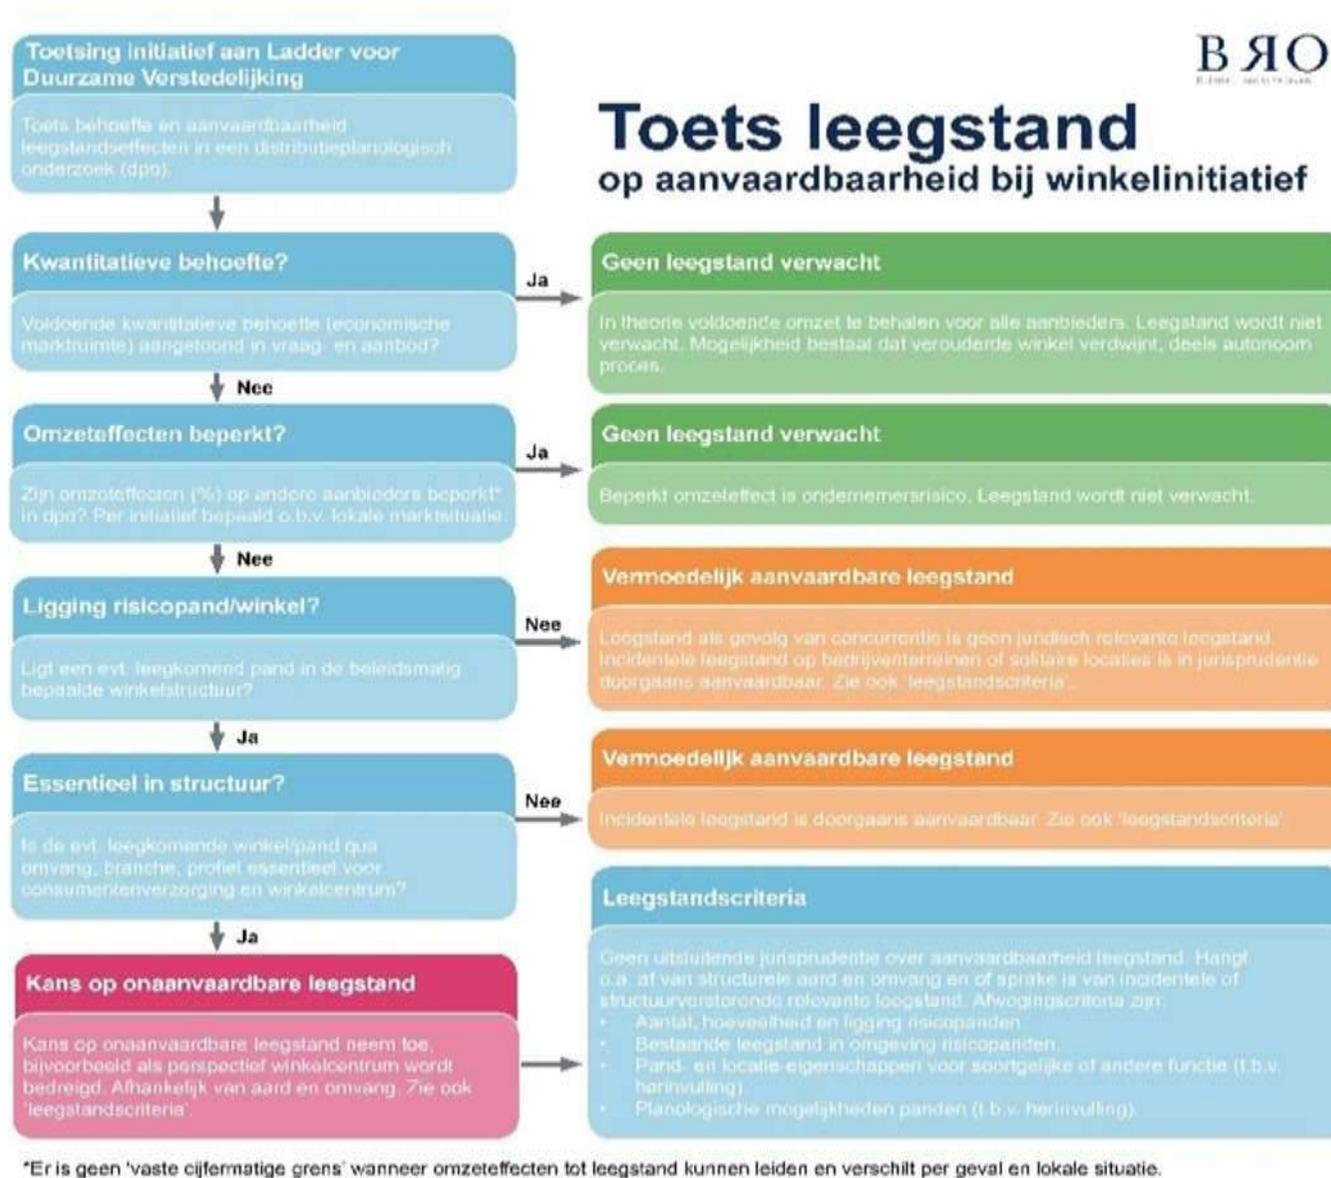 Toetsing initiatief aan Ladder voor
Duurzame Verstedelijking
Toets behoefte en aanvaardbaarheid
leegstandseffecten in een distributieplanologisch
onderzoek (dpo).
BRO
Toets leegstand
op aanvaardbaarheid bij winkelinitiatief
Kwantitatieve behoefte?
Voldoende kwantitatieve behoefte (economische
marktruimte) aangetoond in vraag- en aanbod?
Ja
Geen leegstand verwacht
In theorie voldoende omzet te behalen voor alle aanbieders. Leegstand wordt niet
verwacht. Mogelijkheid bestaat dat verouderde winkel verdwijnt, deels autonoom
proces.
Nee
Omzeteffecten beperkt?
Zijn omzeteffecten (%) op andere aanbieders beperkt*
in dpo? Per initiatief bepaald o.b.v. lokale marktsituatie.
Ja
Geen leegstand verwacht
Beperkt omzeteffect is ondernemersrisico. Leegstand wordt niet verwacht.
Nee
Ligging risicopand/winkel?
Ligt een evt. leegkomend pand in de beleidsmatig
bepaalde winkelstructuur?
Nee
Vermoedelijk aanvaardbare leegstand
Leegstand als gevolg van concurrentie is geen juridisch relevante leegstand.
Incidentele leegstand op bedrijventerreinen of solitaire locaties is in jurisprudentie
doorgaans aanvaardbaar. Zie ook 'leegstandscriteria'.
Ja
Essentieel in structuur?
Is de evt. leegkomende winkel/pand qua
omvang, branche, profiel essentieel voor
consumentenverzorging en winkelcentrum?
Nee
Vermoedelijk aanvaardbare leegstand
Incidentele leegstand is doorgaans aanvaardbaar. Zie ook 'leegstandscriteria'.
Ja
Kans op onaanvaardbare leegstand
Kans op onaanvaardbare leegstand neem toe,
bijvoorbeeld als perspectief winkelcentrum wordt
bedreigd. Afhankelijk van aard en omvang. Zie ook
'leegstandscriteria'.
Leegstandscriteria
Geen uitsluitende jurisprudentie over aanvaardbaarheid leegstand. Hangt
o.a. af van structurele aard en omvang en of sprake is van incidentele of
structuurverstorende relevante leegstand. Afwegingscriteria zijn:
• Aantal, hoeveelheid en ligging risicopanden.
• Bestaande leegstand in omgeving risicopanden.
• Pand- en locatie-eigenschappen voor soortgelijke of andere functie (t.b.v.
herinvulling)
• Planologische mogelijkheden panden (t.b.v. herinvulling).
*Er is geen 'vaste cijfermatige grens' wanneer omzeteffecten tot leegstand kunnen leiden en verschilt per geval en lokale situatie.